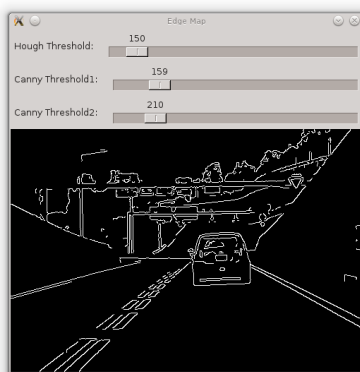 Edge Map
150
Hough Threshold:
159
Canny Threshold1:
210
Canny Threshold2: